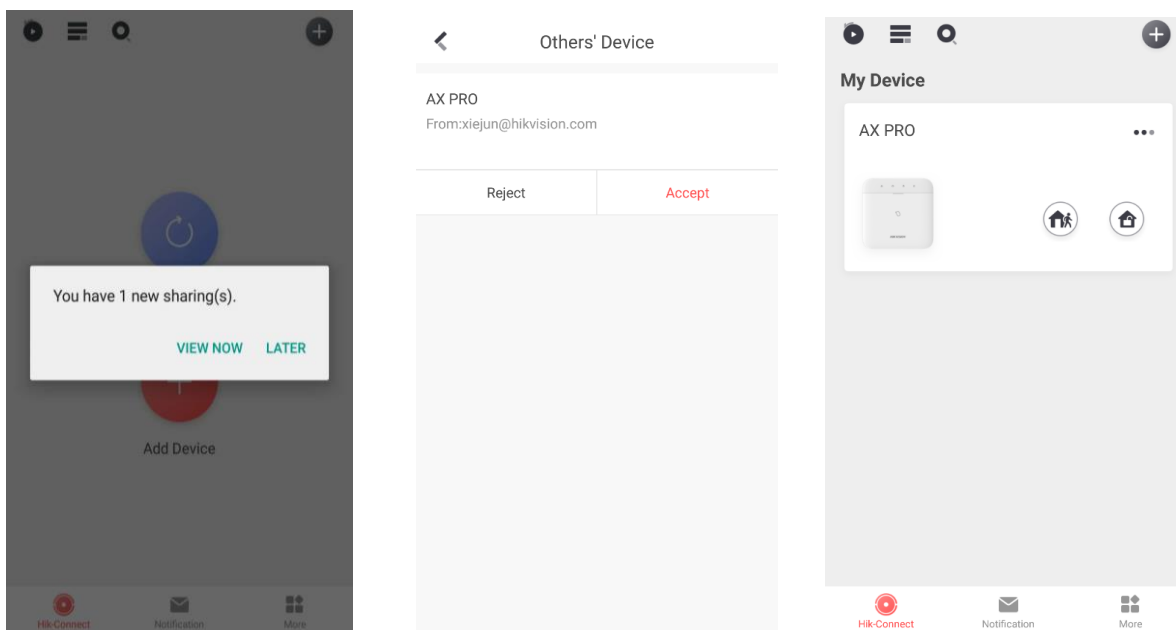 You have 1 new sharing(s).
VIEW NOW LATER
Add Device
Hik-Connect Notification More
Others' Device
AX PRO
From:xiejun@hikvision.com
Reject Accept
My Device
AX PRO
HIKVISION
Hik-Connect Notification More